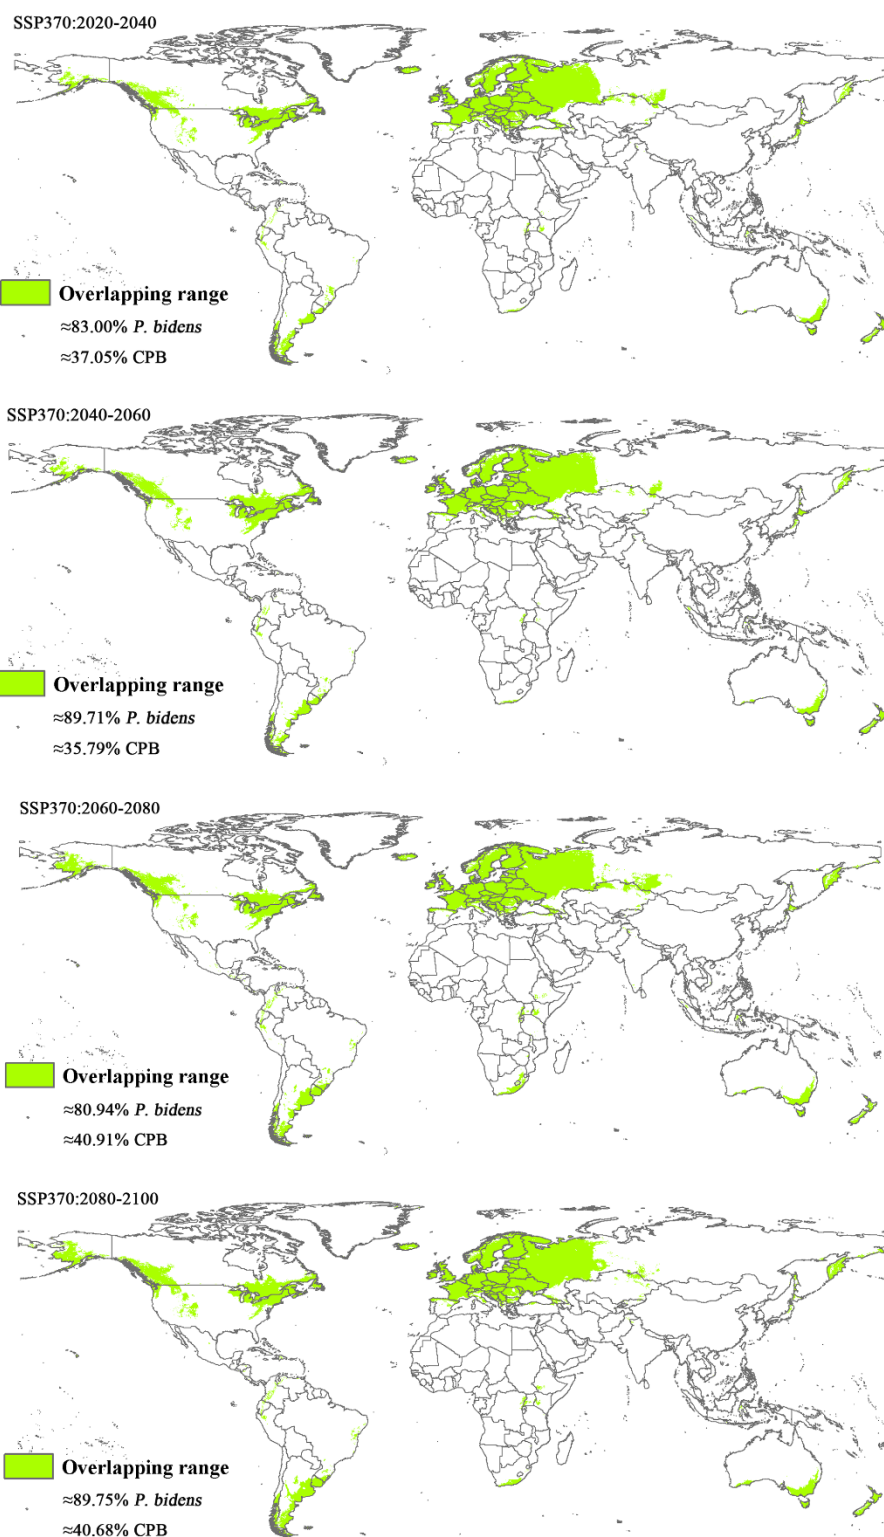 SSP370:2020-2040
Overlapping range
≈83.00% P. bidens
≈37.05% CPB
SSP370:2040-2060
Overlapping range
≈89.71% P. bidens
≈35.79% CPB
SSP370:2060-2080
Overlapping range
≈80.94% P. bidens
≈40.91% CPB
SSP370:2080-2100
Overlapping range
≈89.75% P. bidens
≈40.68% CPB